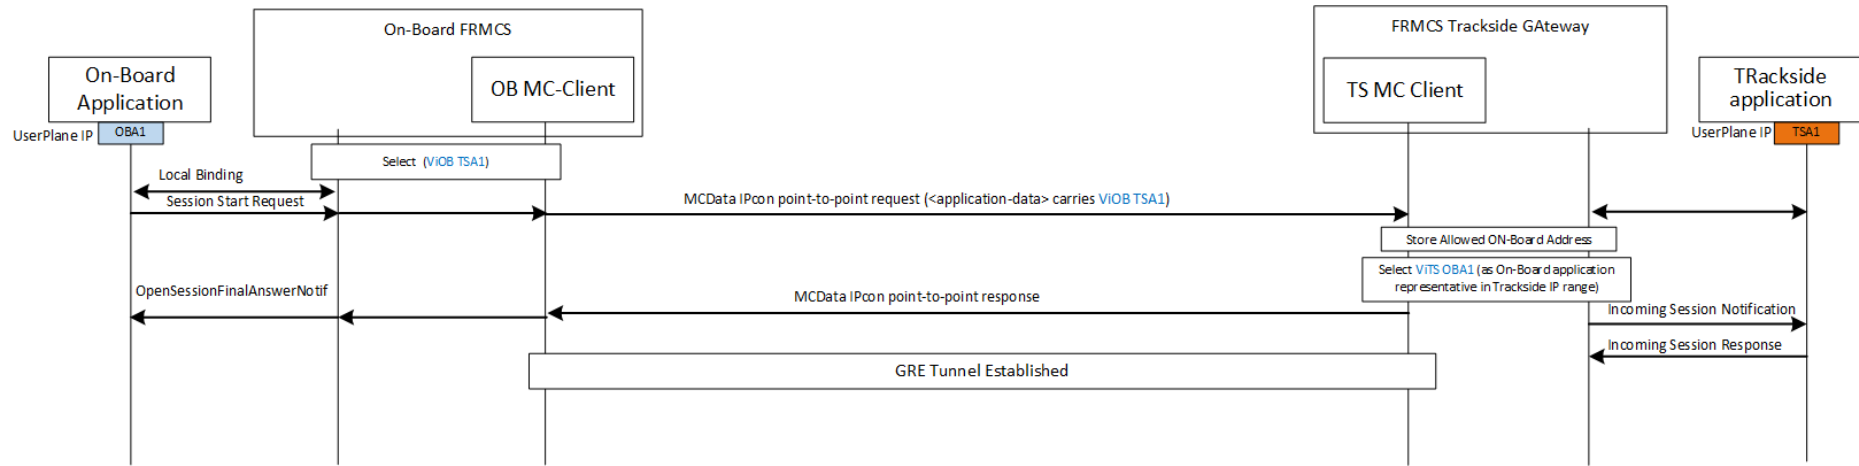 On-Board FRMCS
FRMCS Trackside GAteway
On-Board
Application
OB MC-Client
TS MC Client
TRackside
application
UserPlane IP
OBA1
UserPlane IP
TSA1
Select (ViOB TSA1)
Local Binding
Session Start Request
MCData IPcon point-to-point request (<application-data> carries ViOB TSA1)
Store Allowed ON-Board Address
Select ViTS OBA1 (as On-Board application
representative in Trackside IP range)
OpenSessionFinalAnswerNotif
MCData IPcon point-to-point response
Incoming Session Notification
Incoming Session Response
GRE Tunnel Established